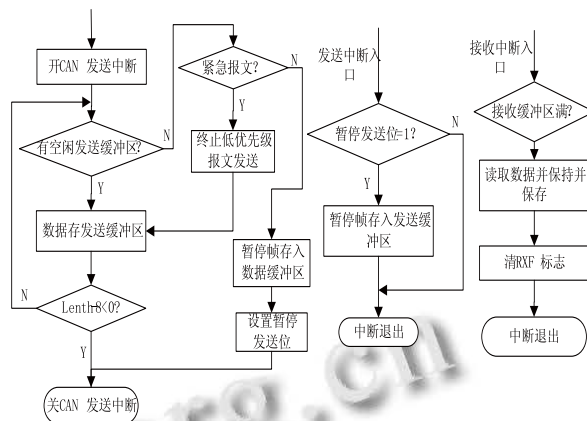 开CAN 发送中断
有空闲发送缓冲区?
N
Y
数据存发送缓冲区
Lenth-8<0?
N
Y
关CAN 发送中断
紧急报文?
N
Y
终止低优先级
报文发送
暂停帧存入
数据缓冲区
设置暂停
发送位
发送中断入
口
暂停发送位=1?
N
Y
暂停帧存入发送缓
冲区
中断退出
接收中断入
口
接收缓冲区满?
读取数据并保持并
保存
清RXF 标志
中断退出
rg.cn